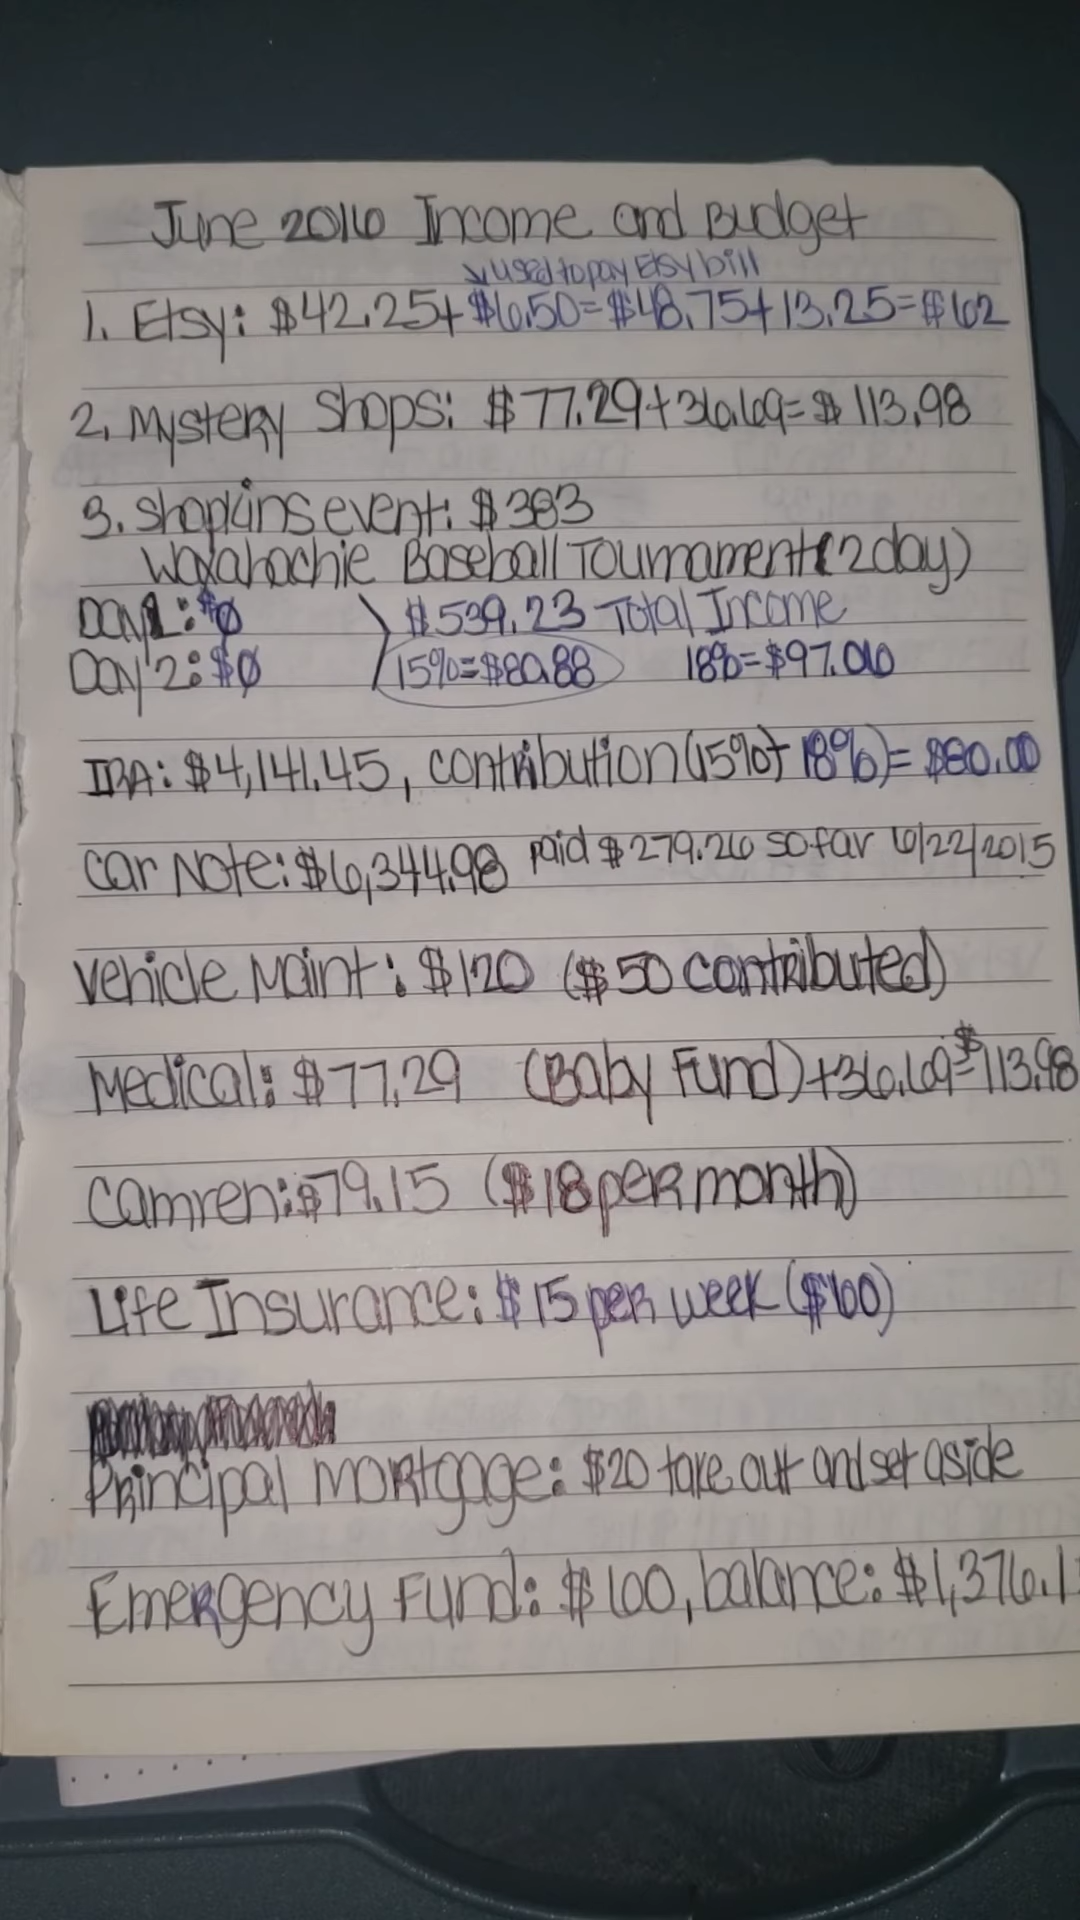 June 2016 Income and Budget
↘used to pay Etsy bill
1. Etsy: $42.25+$6.50=$48.75+13.25=$62
2. Mystery Shops: $77.29+36.69=$113.98
3. Shopkins event: $383
Waxahachie Baseball Tournament (2day)
Day 1: $0 $539.23 Total Income
Day 2: $0 15%=$80.88 18%=$97.06
IRA: $4,141.45, contribution (15%+18%)=$80.00
Car Note: $6,344.98 paid $279.26 so far 6/22/2015
Vehicle Maint: $120 ($50 contributed)
Medical: $77.29 (Baby Fund)+36.69=$113.98
Camren: $79.15 ($18 per month)
Life Insurance: $15 per week ($60)
Principal Mortgage: $20 take out and set aside
Emergency Fund: $100, balance: $1,376.1